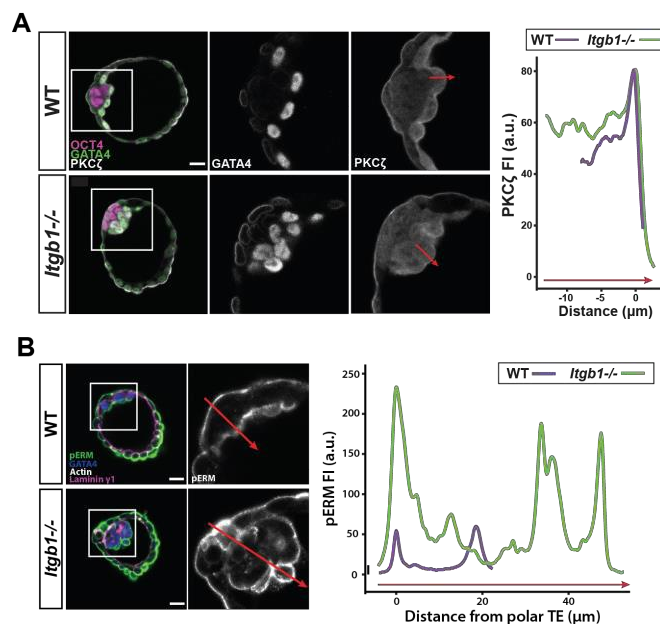 A
WT Itgb1-/-
WT
OCT4
GATA4
PKCζ
GATA4
PKCζ
Itgb1-/-
PKCζ FI (a.u.)
80
60
40
20
0
-10 -5 0
Distance (µm)
B
WT
pERM
GATA4
Actin
Laminin γ1
pERM
Itgb1-/-
WT Itgb1-/-
pERM FI (a.u.)
250
200
150
100
50
0
0 20 40
Distance from polar TE (µm)